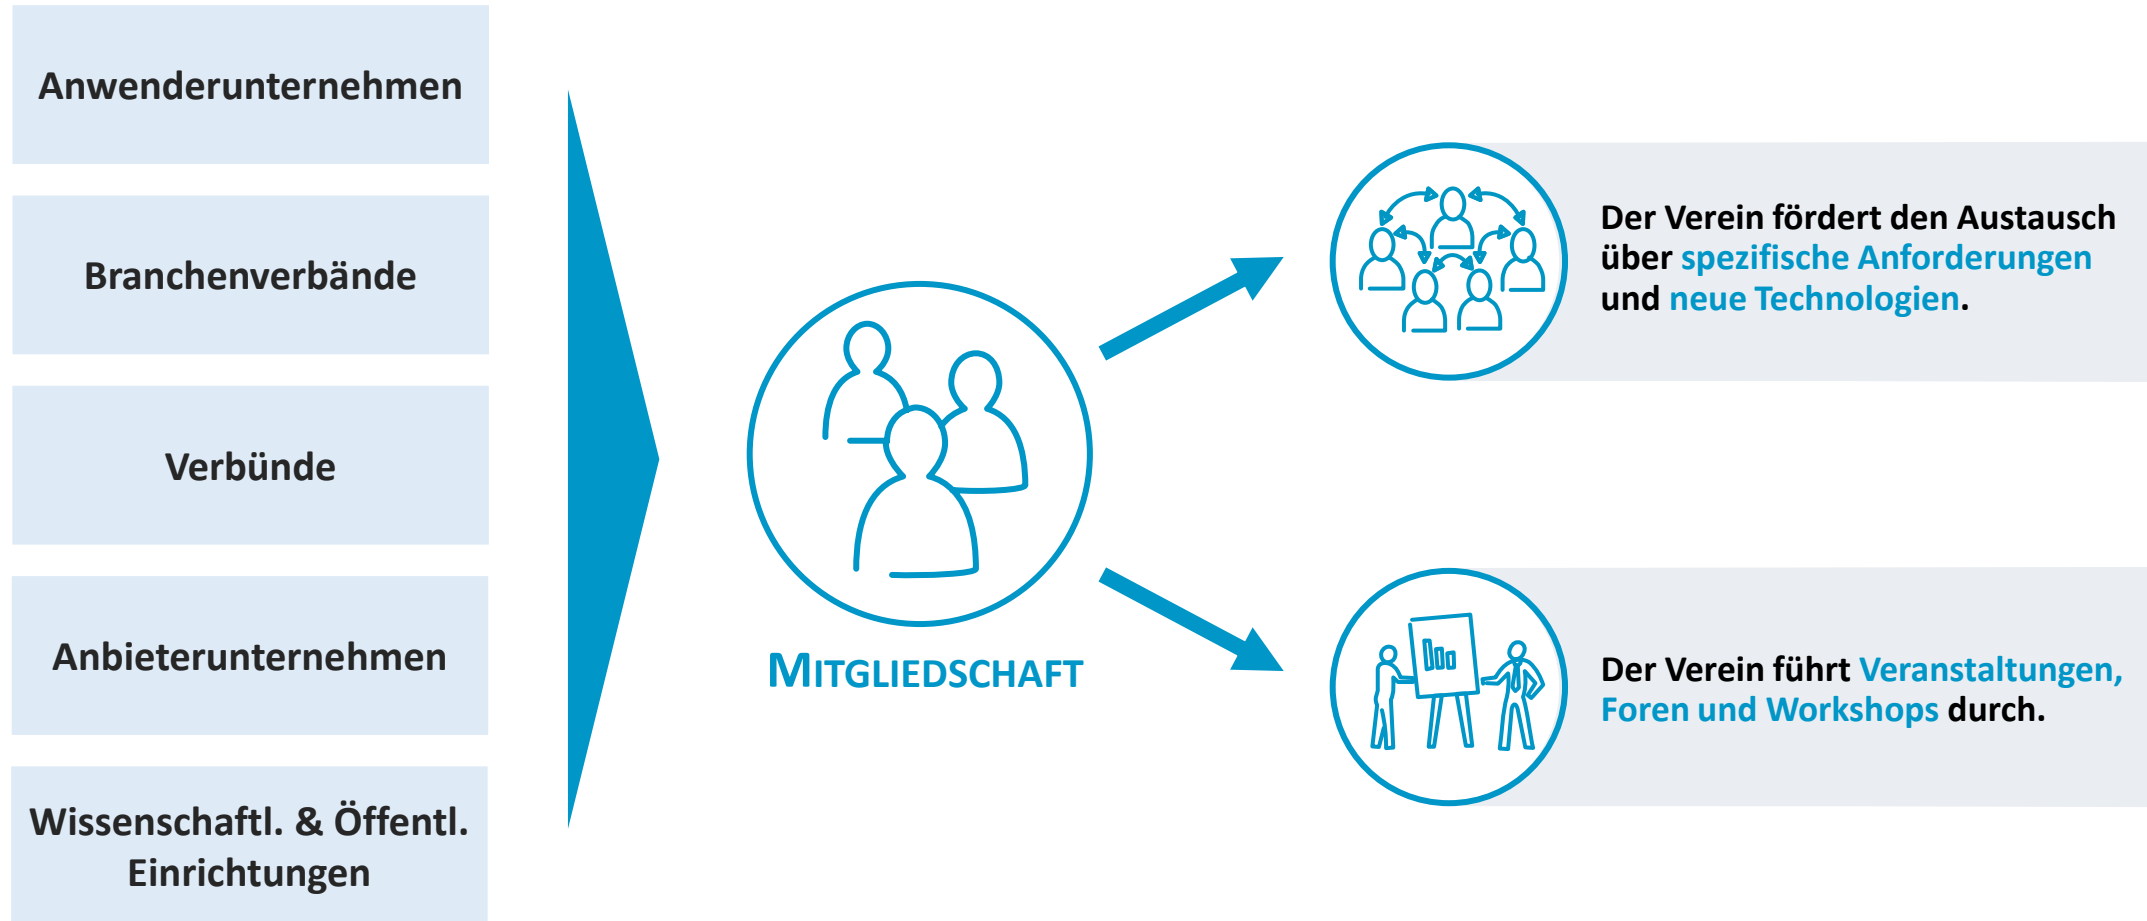 Anwenderunternehmen
Branchenverbände
Verbünde
Anbieterunternehmen
Wissenschaftl. & Öffentl.
Einrichtungen
MITGLIEDSCHAFT
Der Verein fördert den Austausch
über spezifische Anforderungen
und neue Technologien.
Der Verein führt Veranstaltungen,
Foren und Workshops durch.